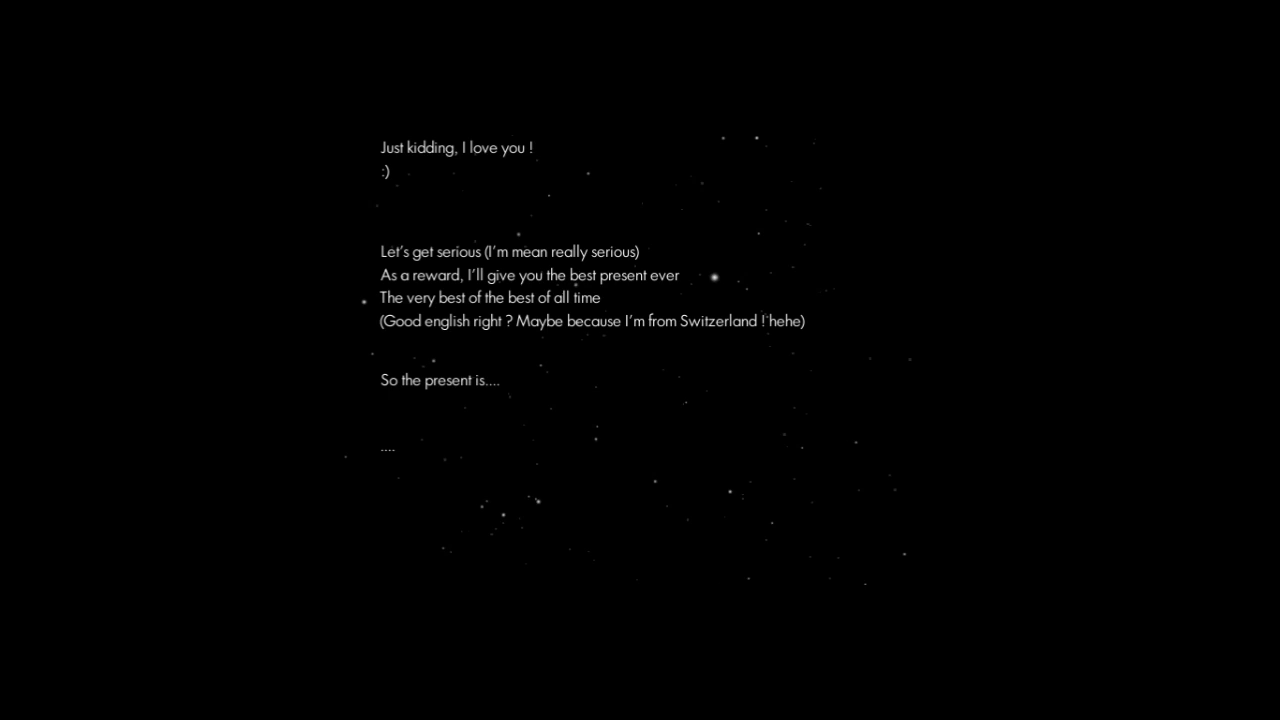 Just kidding, I love you !
:)
Let's get serious (I'm mean really serious)
As a reward, I'll give you the best present ever
The very best of the best of all time
(Good english right ? Maybe because I'm from Switzerland ! hehe)
So the present is....
....